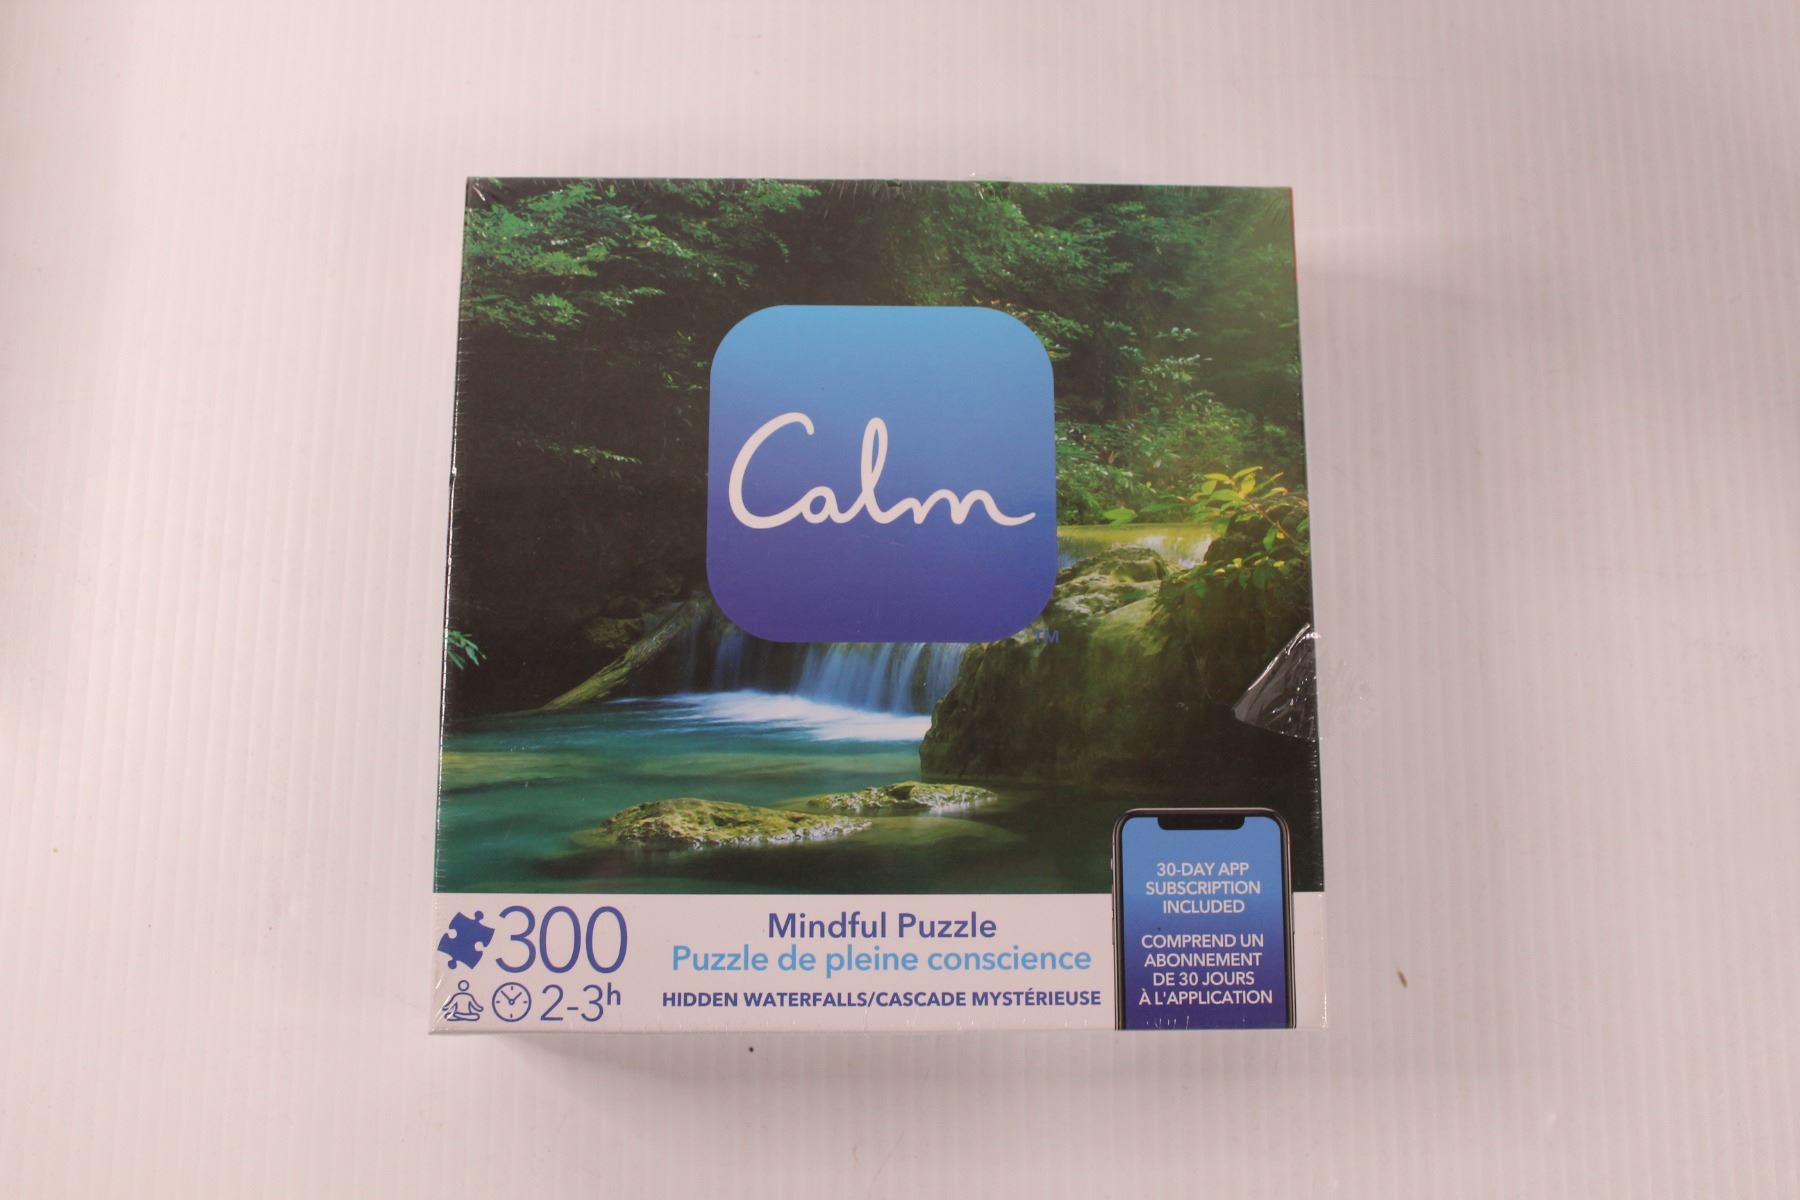 Calm
TM
300
2-3h
Mindful Puzzle
Puzzle de pleine conscience
HIDDEN WATERFALLS/CASCADE MYSTÉRIEUSE
30-DAY APP
SUBSCRIPTION
INCLUDED
COMPREND UN
ABONNEMENT
DE 30 JOURS
À L'APPLICATION